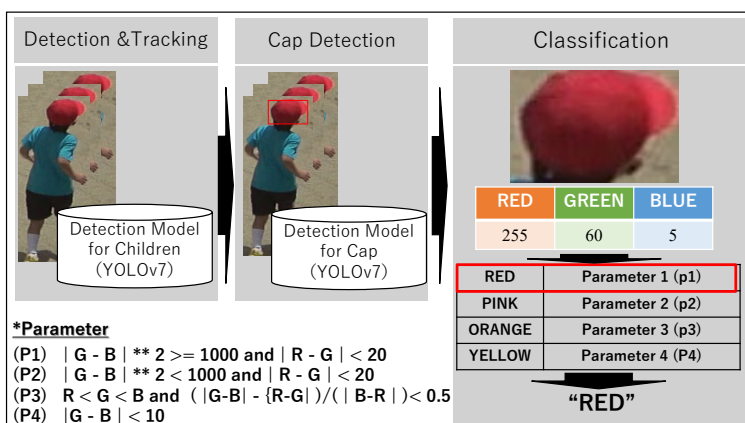 Detection &Tracking
Cap Detection
Classification
Detection Model
for Children
(YOLOv7)
Detection Model
for Cap
(YOLOv7)
RED GREEN BLUE
255 60 5
RED Parameter 1 (p1)
PINK Parameter 2 (p2)
ORANGE Parameter 3 (p3)
YELLOW Parameter 4 (P4)
“RED”
*Parameter
(P1) | G - B | ** 2 >= 1000 and | R - G | < 20
(P2) | G - B | ** 2 < 1000 and | R - G | < 20
(P3) R < G < B and ( |G-B| - {R-G| )/( | B-R | )< 0.5
(P4) |G - B | < 10